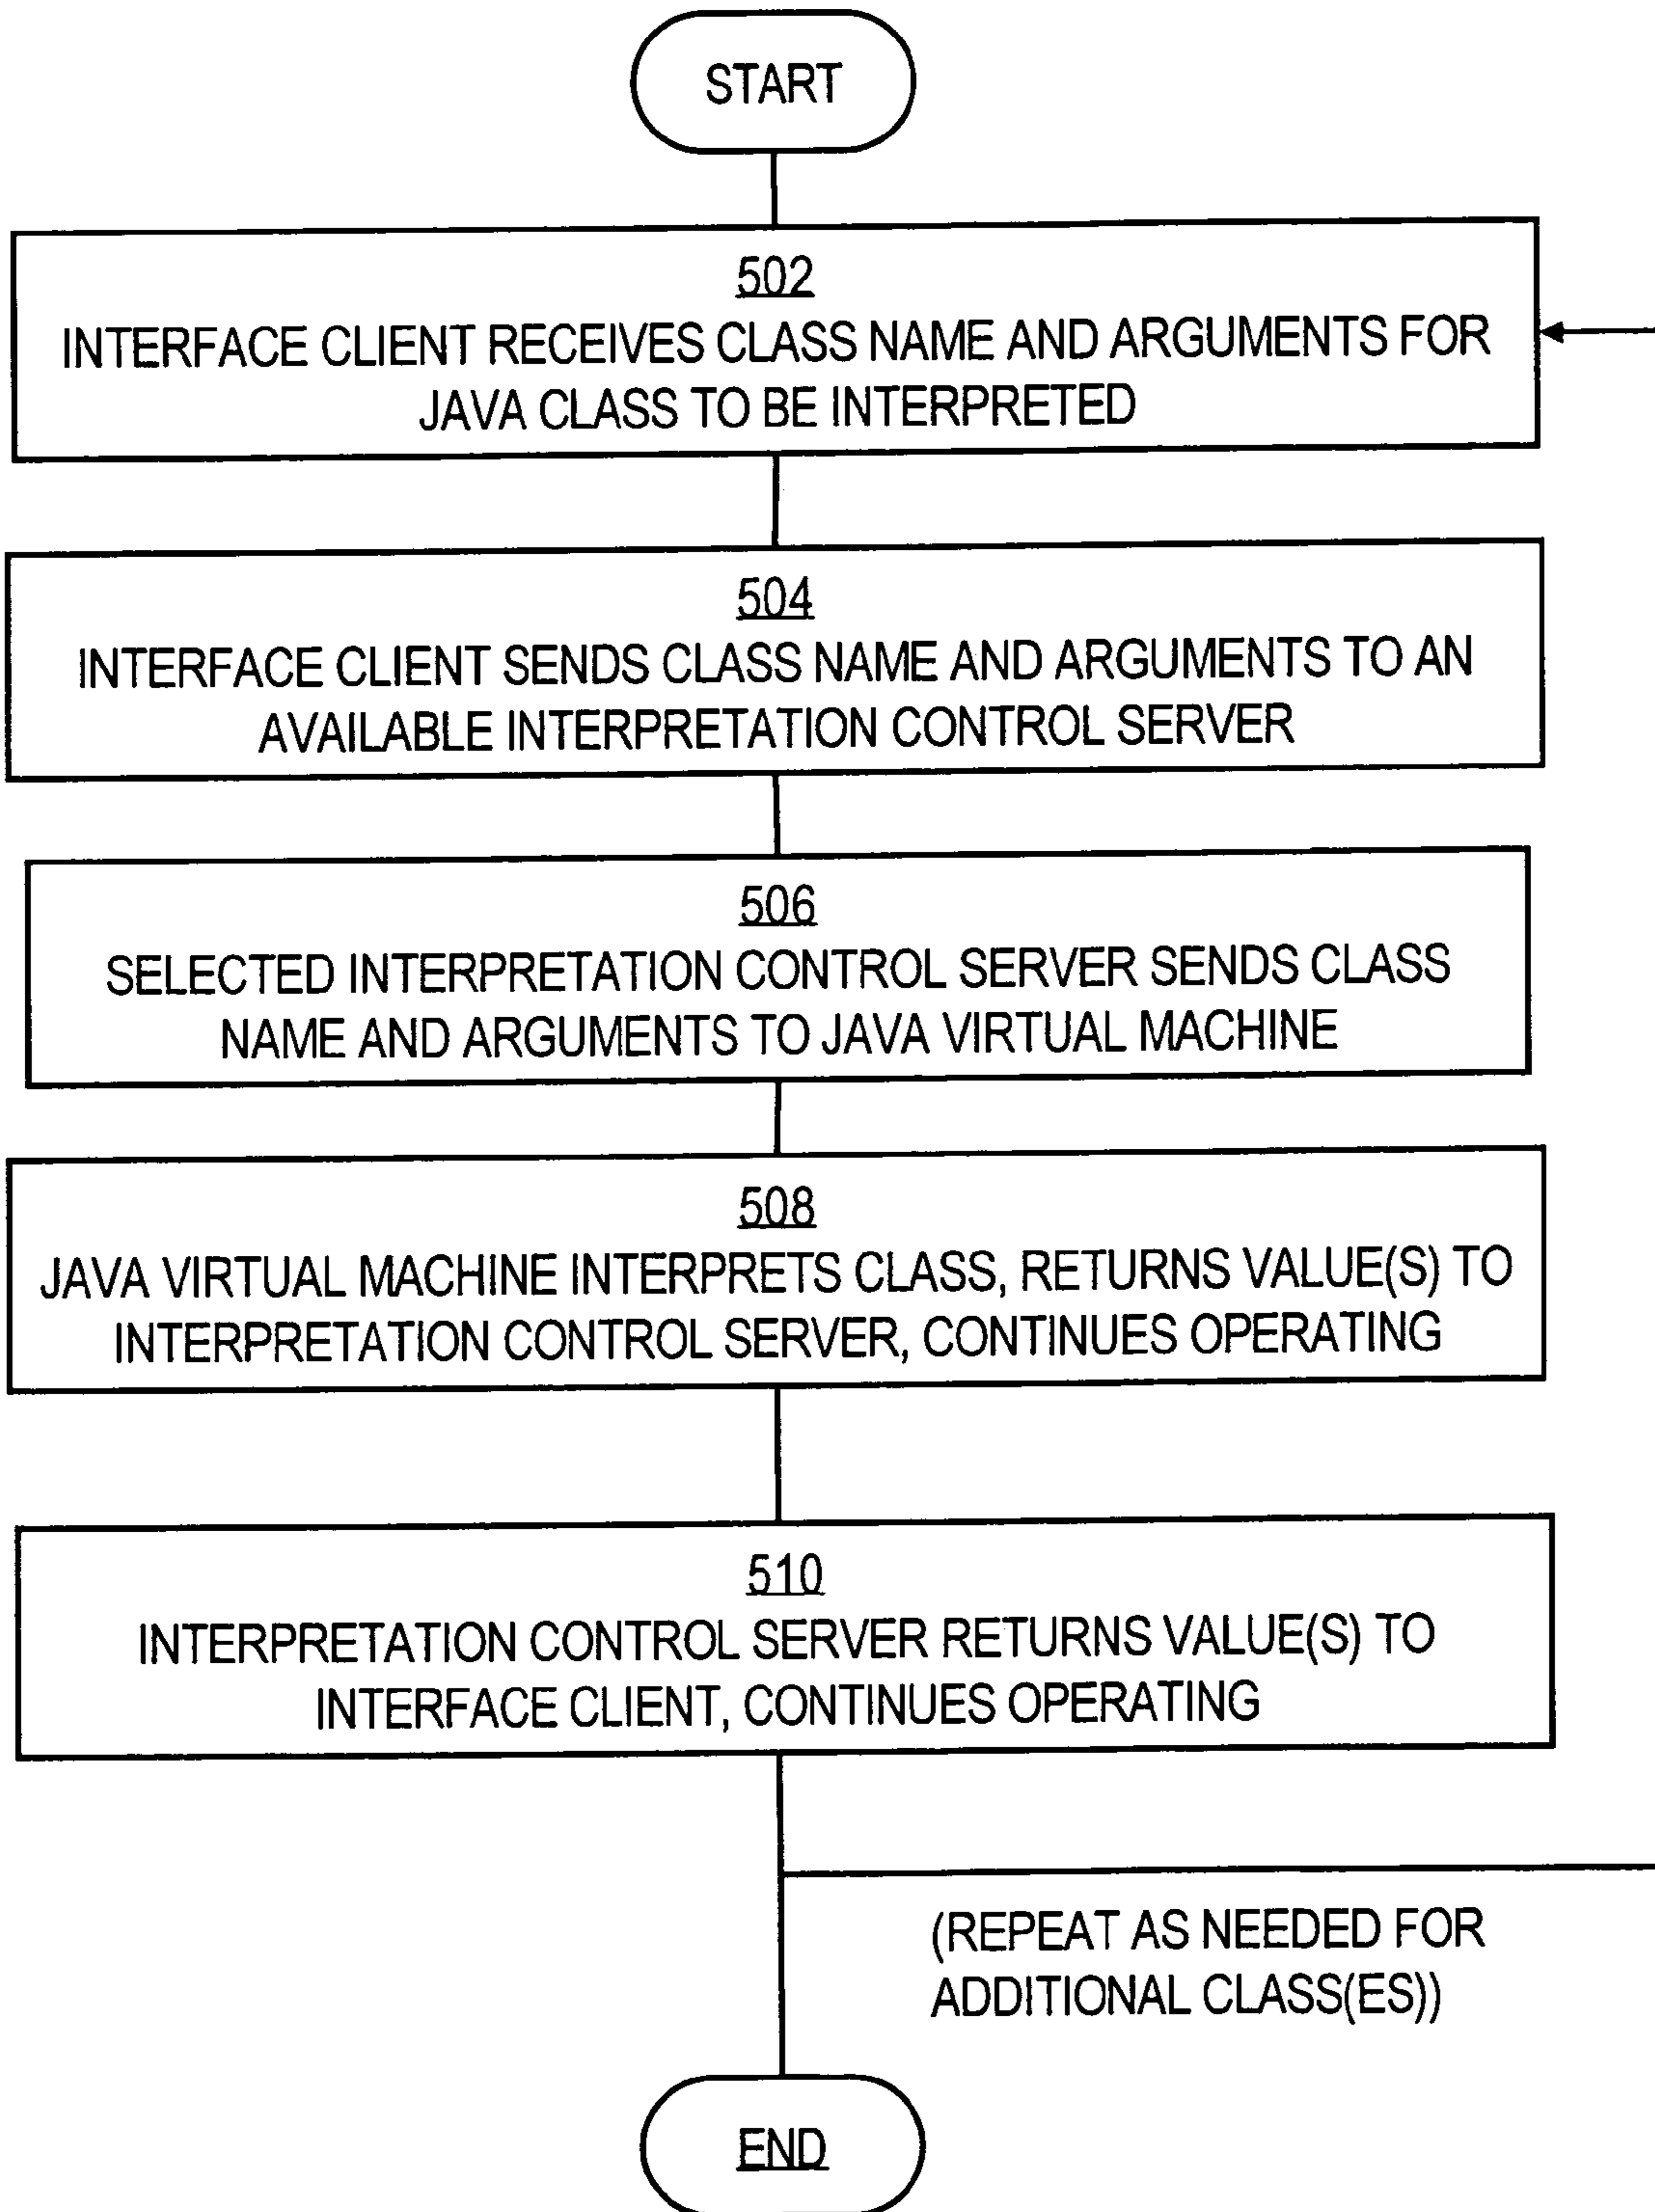 START
502
INTERFACE CLIENT RECEIVES CLASS NAME AND ARGUMENTS FOR
JAVA CLASS TO BE INTERPRETED
504
INTERFACE CLIENT SENDS CLASS NAME AND ARGUMENTS TO AN
AVAILABLE INTERPRETATION CONTROL SERVER
506
SELECTED INTERPRETATION CONTROL SERVER SENDS CLASS
NAME AND ARGUMENTS TO JAVA VIRTUAL MACHINE
508
JAVA VIRTUAL MACHINE INTERPRETS CLASS, RETURNS VALUE(S) TO
INTERPRETATION CONTROL SERVER, CONTINUES OPERATING
510
INTERPRETATION CONTROL SERVER RETURNS VALUE(S) TO
INTERFACE CLIENT, CONTINUES OPERATING
(REPEAT AS NEEDED FOR
ADDITIONAL CLASS(ES))
END